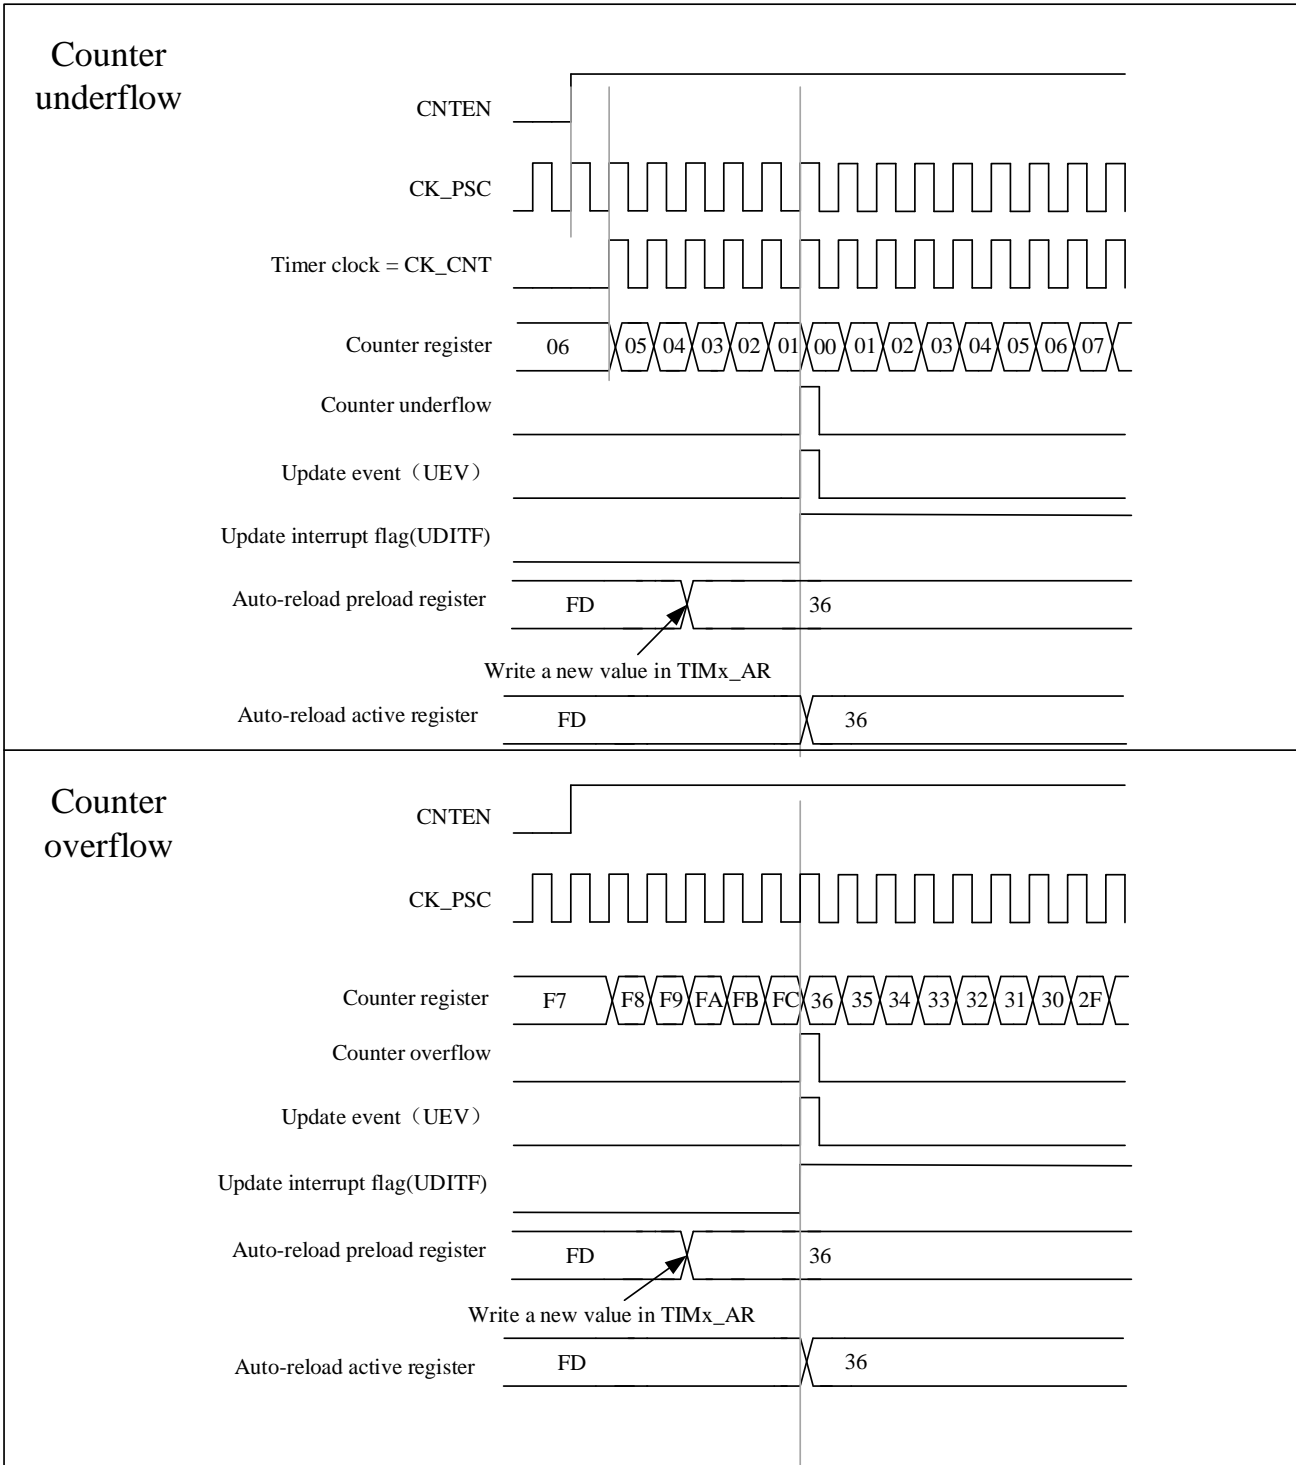 Counter
underflow
CNTEN
CK_PSC
Timer clock = CK_CNT
Counter register 06 05 04 03 02 01 00 01 02 03 04 05 06 07
Counter underflow
Update event（UEV）
Update interrupt flag(UDITF)
Auto-reload preload register FD 36
Write a new value in TIMx_AR
Auto-reload active register FD 36
Counter
overflow
CNTEN
CK_PSC
Counter register F7 F8 F9 FA FB FC 36 35 34 33 32 31 30 2F
Counter overflow
Update event（UEV）
Update interrupt flag(UDITF)
Auto-reload preload register FD 36
Write a new value in TIMx_AR
Auto-reload active register FD 36